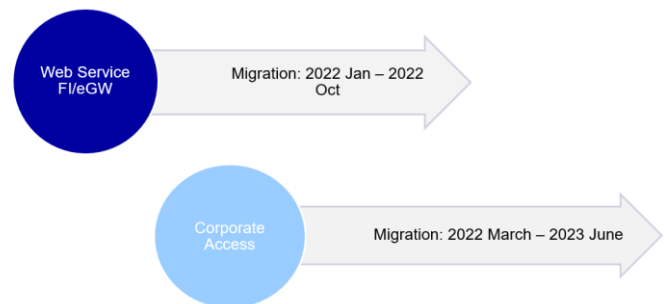 Web Service
FI/eGW
Migration: 2022 Jan – 2022
Oct
Corporate
Access
Migration: 2022 March – 2023 June